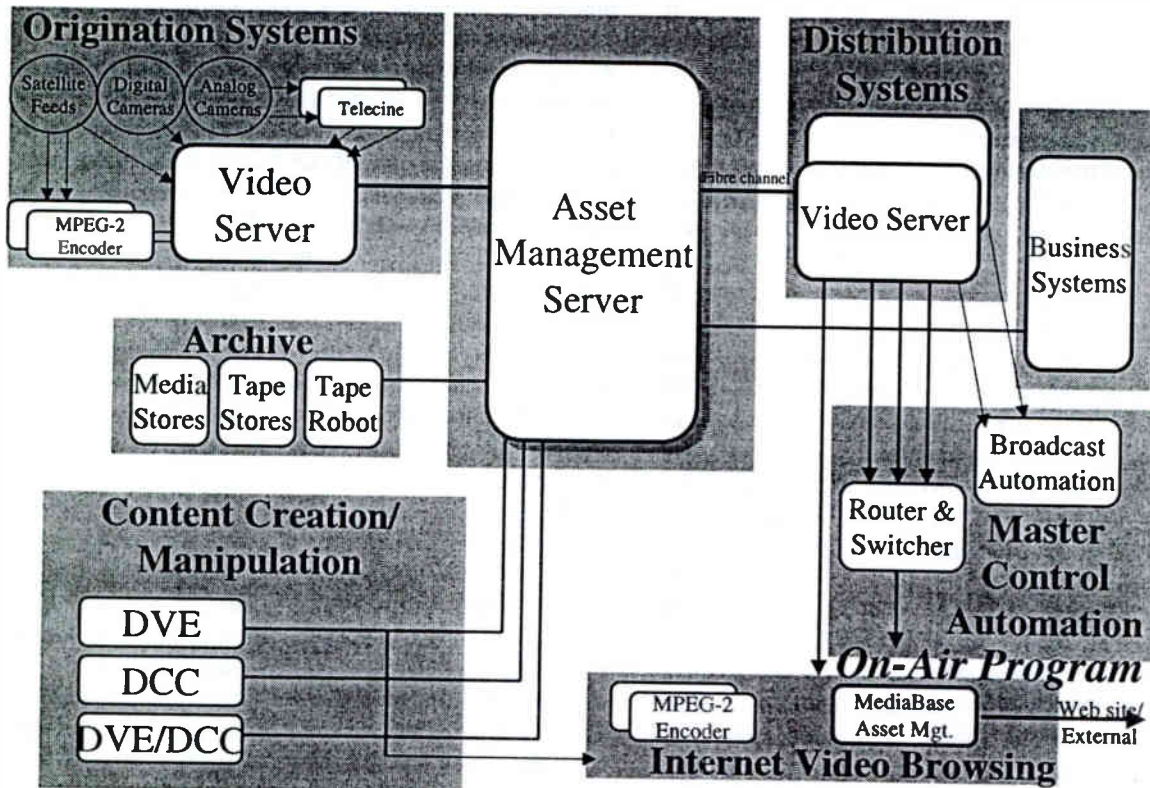 Origination Systems
Satellite
Feeds
Digital
Cameras
Analog
Cameras
Telecine
Video
Server
MPEG-2
Encoder
Asset
Management
Server
Distribution
Systems
Fibre channel
Video Server
Business
Systems
Archive
Media
Stores
Tape
Stores
Tape
Robot
Broadcast
Automation
Router &
Switcher
Master
Control
Automation
Content Creation/
Manipulation
DVE
DCC
DVE/DCC
On-Air Program
MPEG-2
Encoder
MediaBase
Asset Mgt.
Web site/
External
Internet Video Browsing